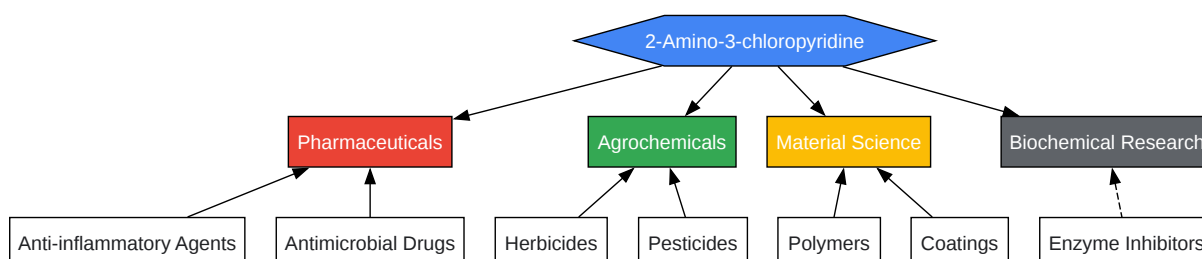 2-Amino-3-chloropyridine
Pharmaceuticals
Agrochemicals
Material Science
Biochemical Research
Anti-inflammatory Agents
Antimicrobial Drugs
Herbicides
Pesticides
Polymers
Coatings
Enzyme Inhibitors